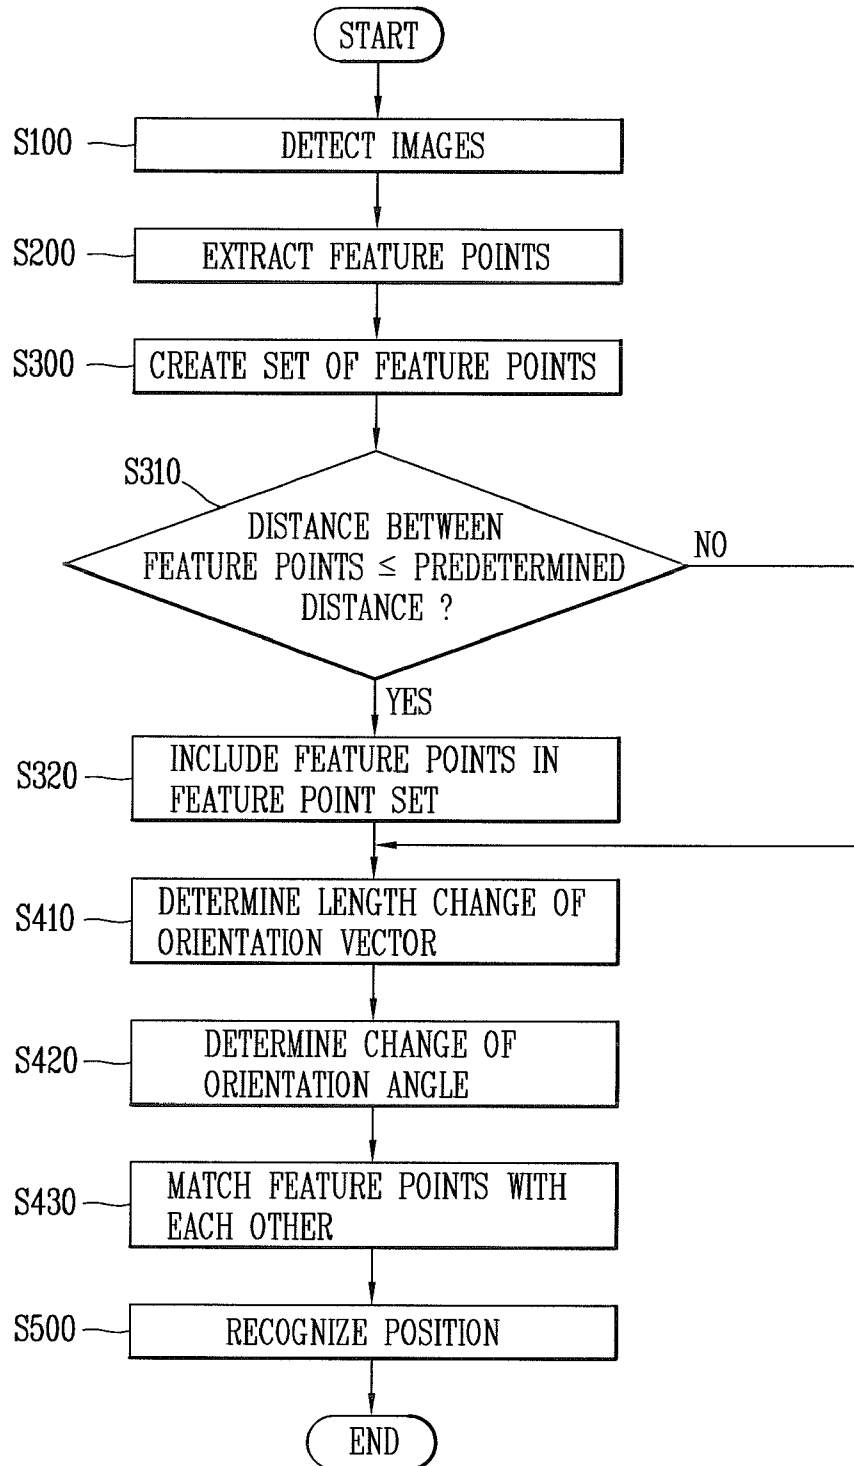 START
S100
DETECT IMAGES
S200
EXTRACT FEATURE POINTS
S300
CREATE SET OF FEATURE POINTS
S310
DISTANCE BETWEEN
FEATURE POINTS ≤ PREDETERMINED
DISTANCE ?
NO
YES
S320
INCLUDE FEATURE POINTS IN
FEATURE POINT SET
S410
DETERMINE LENGTH CHANGE OF
ORIENTATION VECTOR
S420
DETERMINE CHANGE OF
ORIENTATION ANGLE
S430
MATCH FEATURE POINTS WITH
EACH OTHER
S500
RECOGNIZE POSITION
END